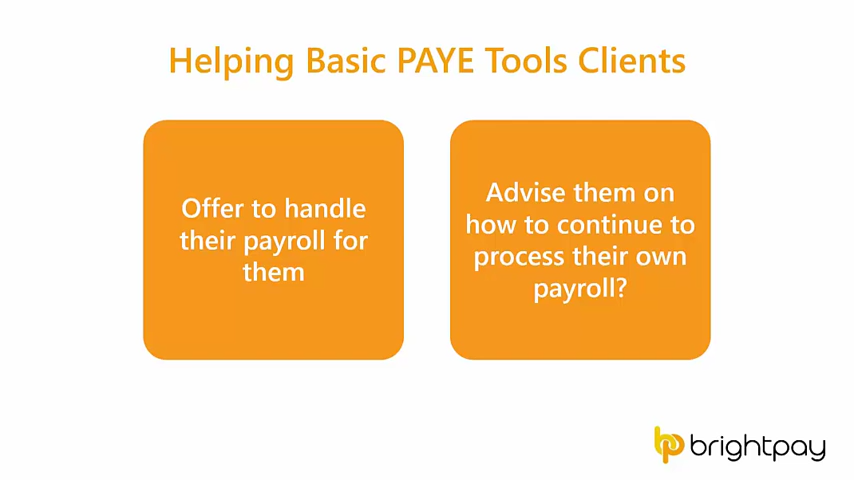 Helping Basic PAYE Tools Clients
Offer to handle
their payroll for
them
Advise them on
how to continue to
process their own
payroll?
bp brightpay